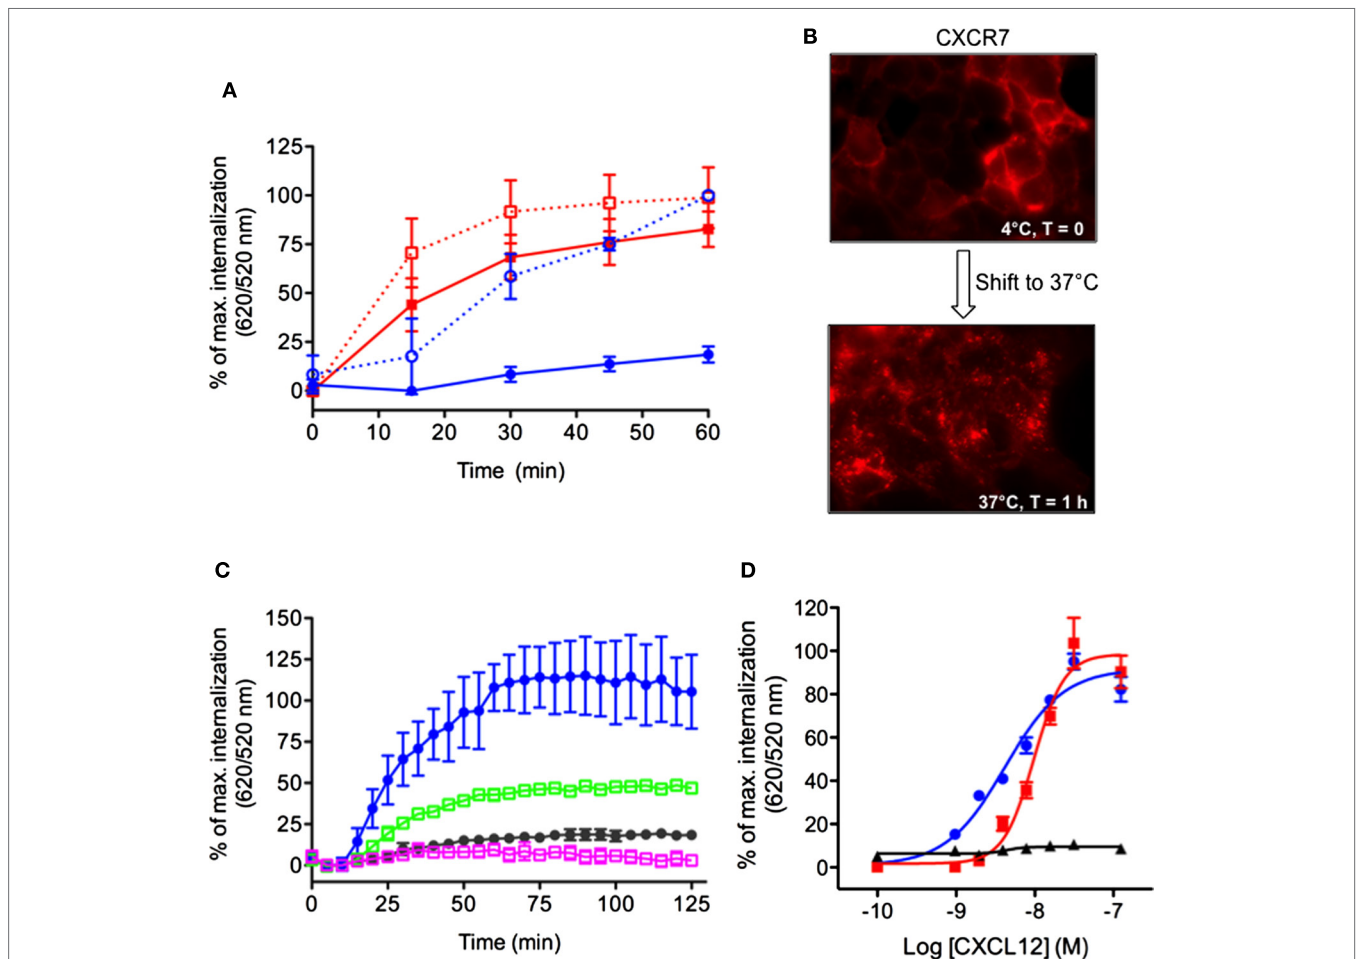 A
% of max. internalization
(620/520 nm)
125
100
75
50
25
0
0 10 20 30 40 50 60
Time (min)
B
CXCR7
4°C, T = 0
Shift to 37°C
37°C, T = 1 h
C
% of max. internalization
(620/520 nm)
150
125
100
75
50
25
0
0 25 50 75 100 125
Time (min)
D
% of max. internalization
(620/520 nm)
120
100
80
60
40
20
0
-10 -9 -8 -7
Log [CXCL12] (M)